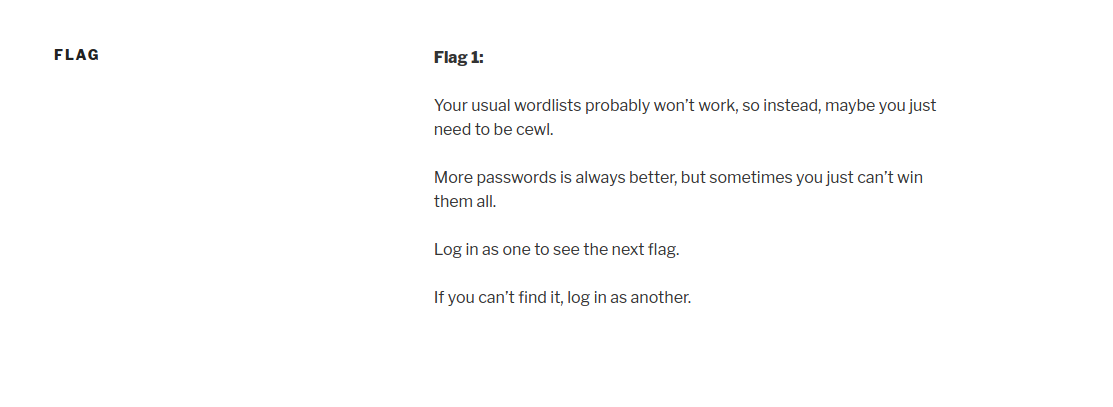 FLAG
Flag 1:
Your usual wordlists probably won’t work, so instead, maybe you just
need to be cewl.
More passwords is always better, but sometimes you just can’t win
them all.
Log in as one to see the next flag.
If you can’t find it, log in as another.